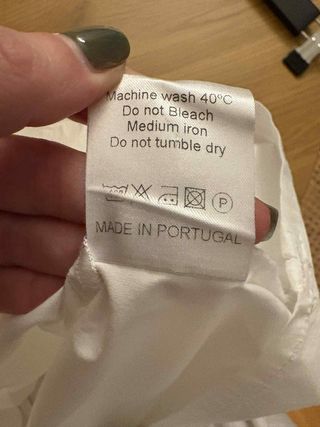 Machine wash 40°C
Do not Bleach
Medium iron
Do not tumble dry
P
MADE IN PORTUGAL